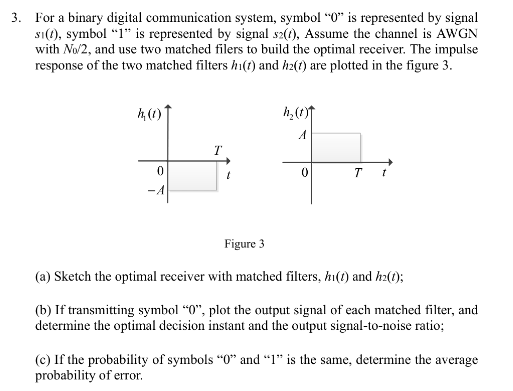 3. For a binary digital communication system, symbol “0” is represented by signal
s1(t), symbol “1” is represented by signal s2(t), Assume the channel is AWGN
with N0/2, and use two matched filers to build the optimal receiver. The impulse
response of the two matched filters h1(t) and h2(t) are plotted in the figure 3.
h₁(t)
T
0
t
−A
h₂(t)
A
0
T
t
Figure 3
(a) Sketch the optimal receiver with matched filters, h1(t) and h2(t);
(b) If transmitting symbol “0”, plot the output signal of each matched filter, and
determine the optimal decision instant and the output signal-to-noise ratio;
(c) If the probability of symbols “0” and “1” is the same, determine the average
probability of error.